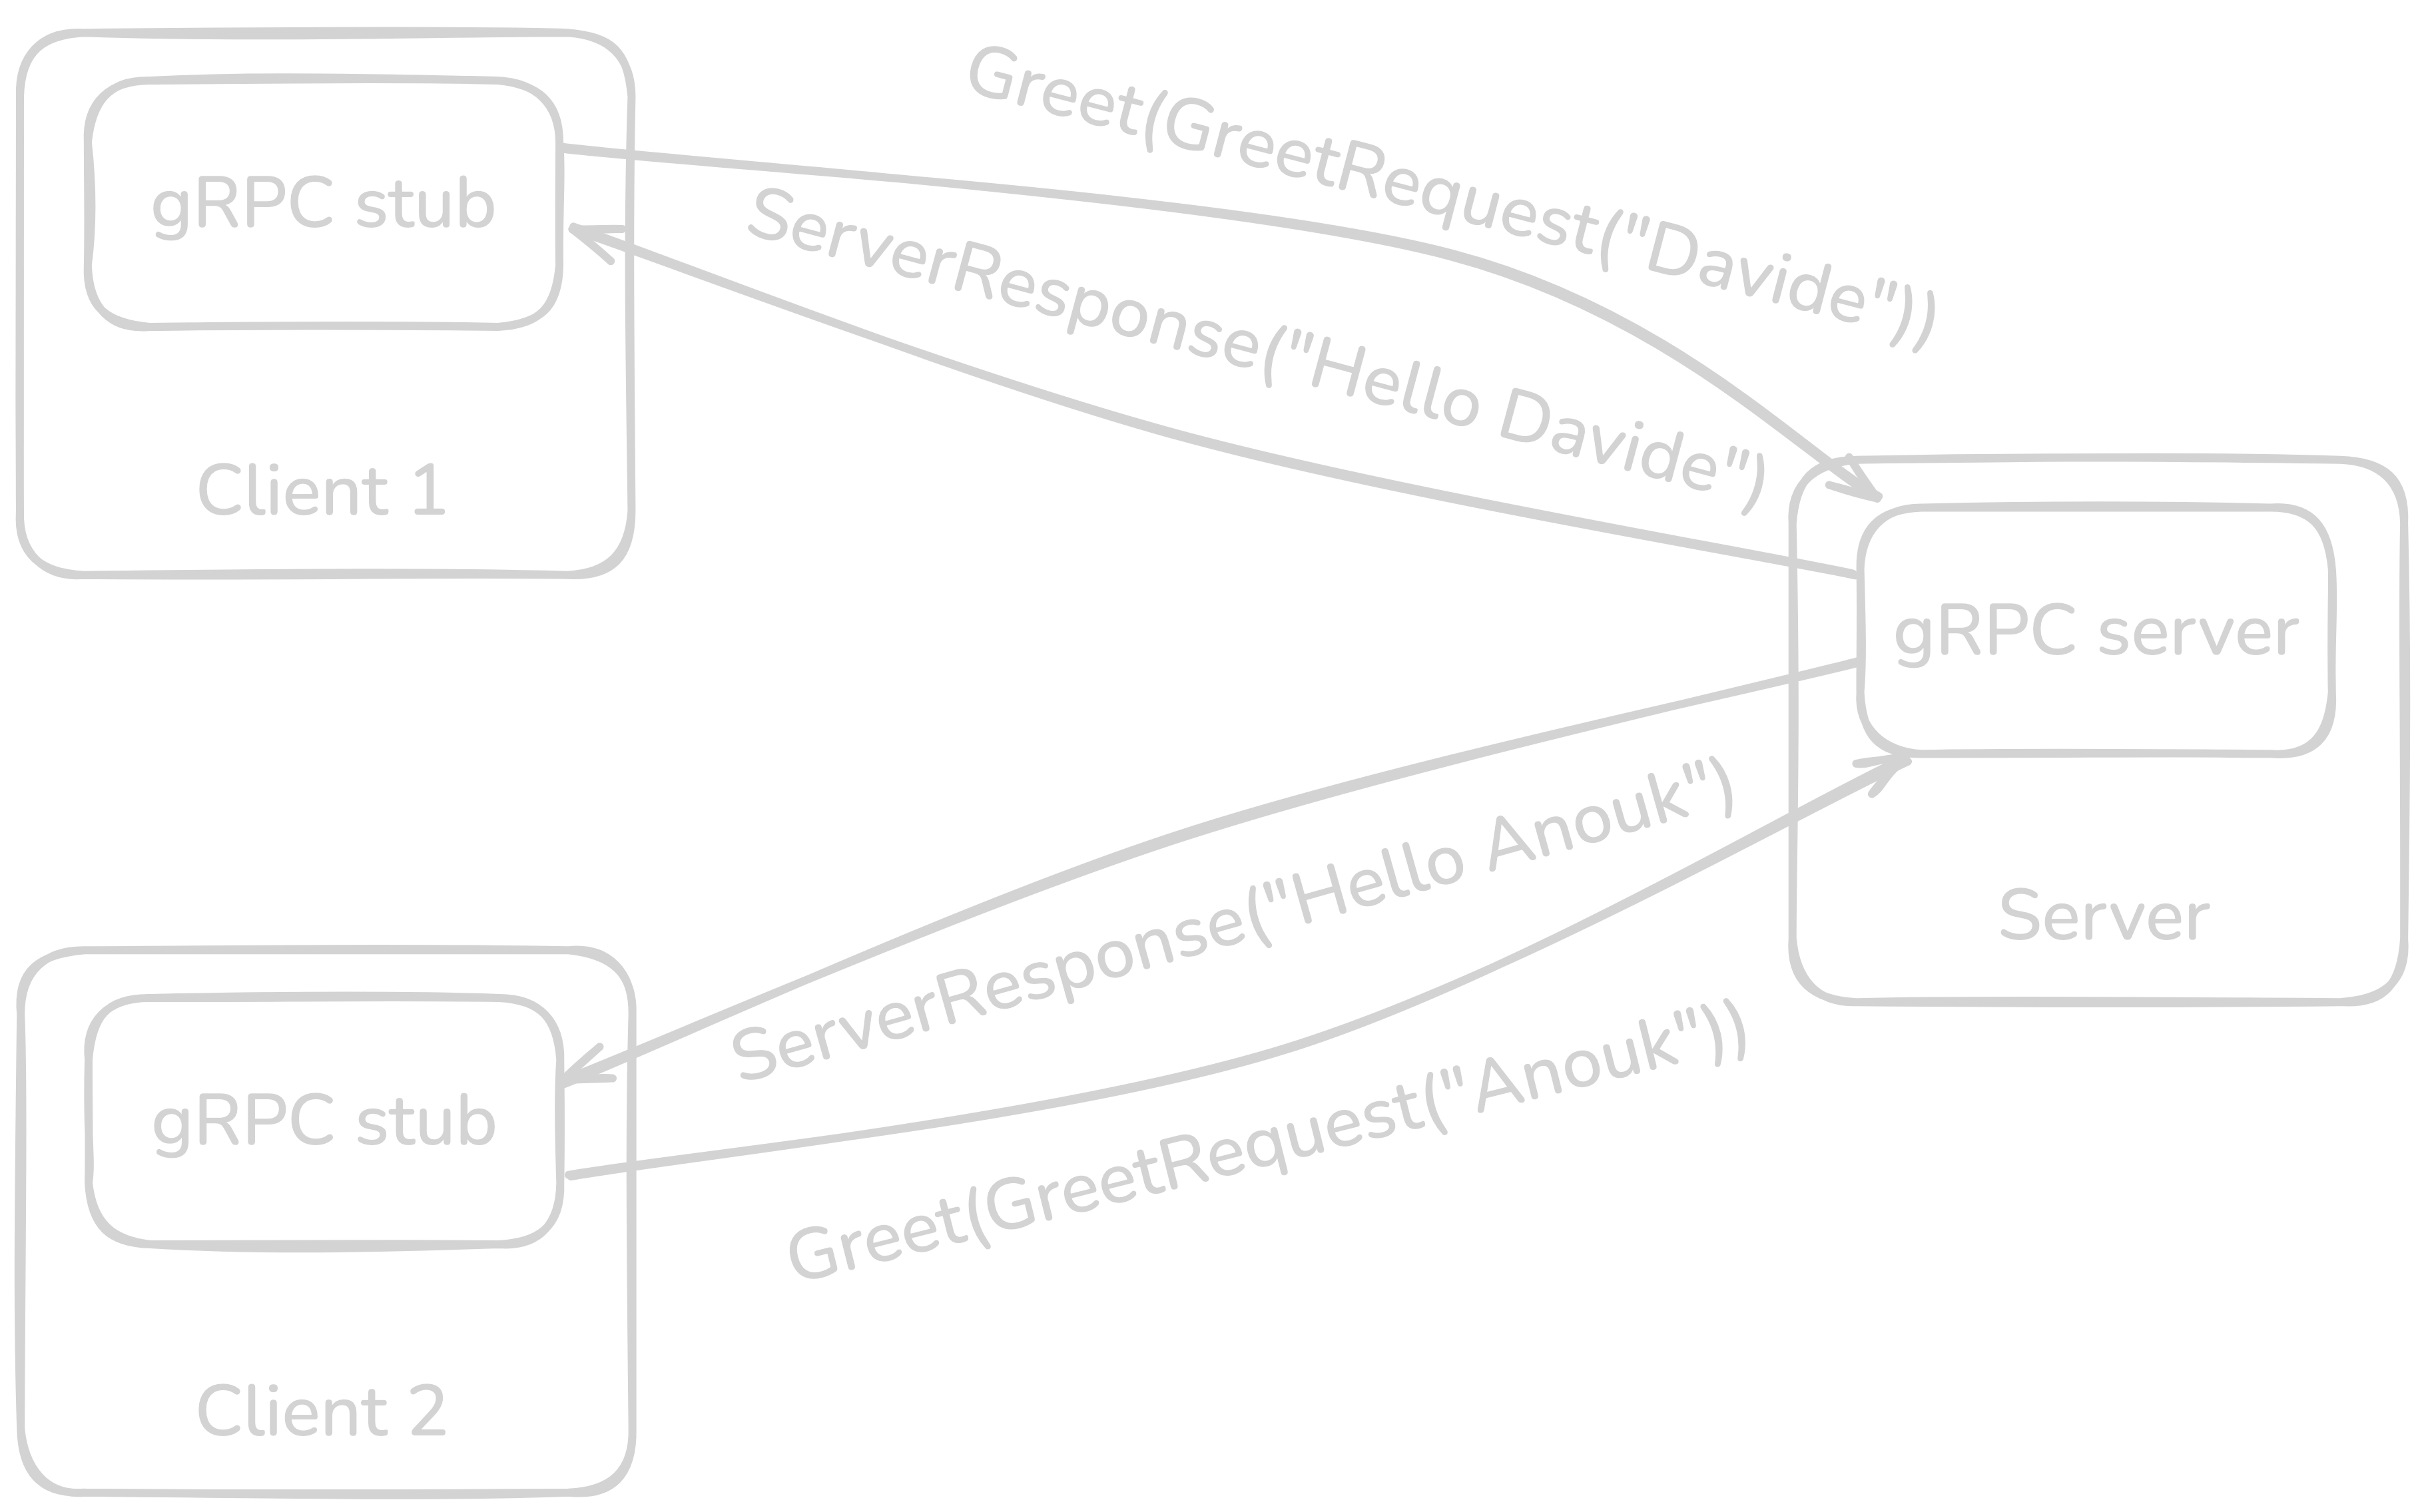 Greet(GreetRequest("Davide"))
gRPC stub
ServerResponse("Hello Davide")
Client 1
gRPC server
Server
ServerResponse("Hello Anouk")
gRPC stub
Greet(GreetRequest("Anouk"))
Client 2